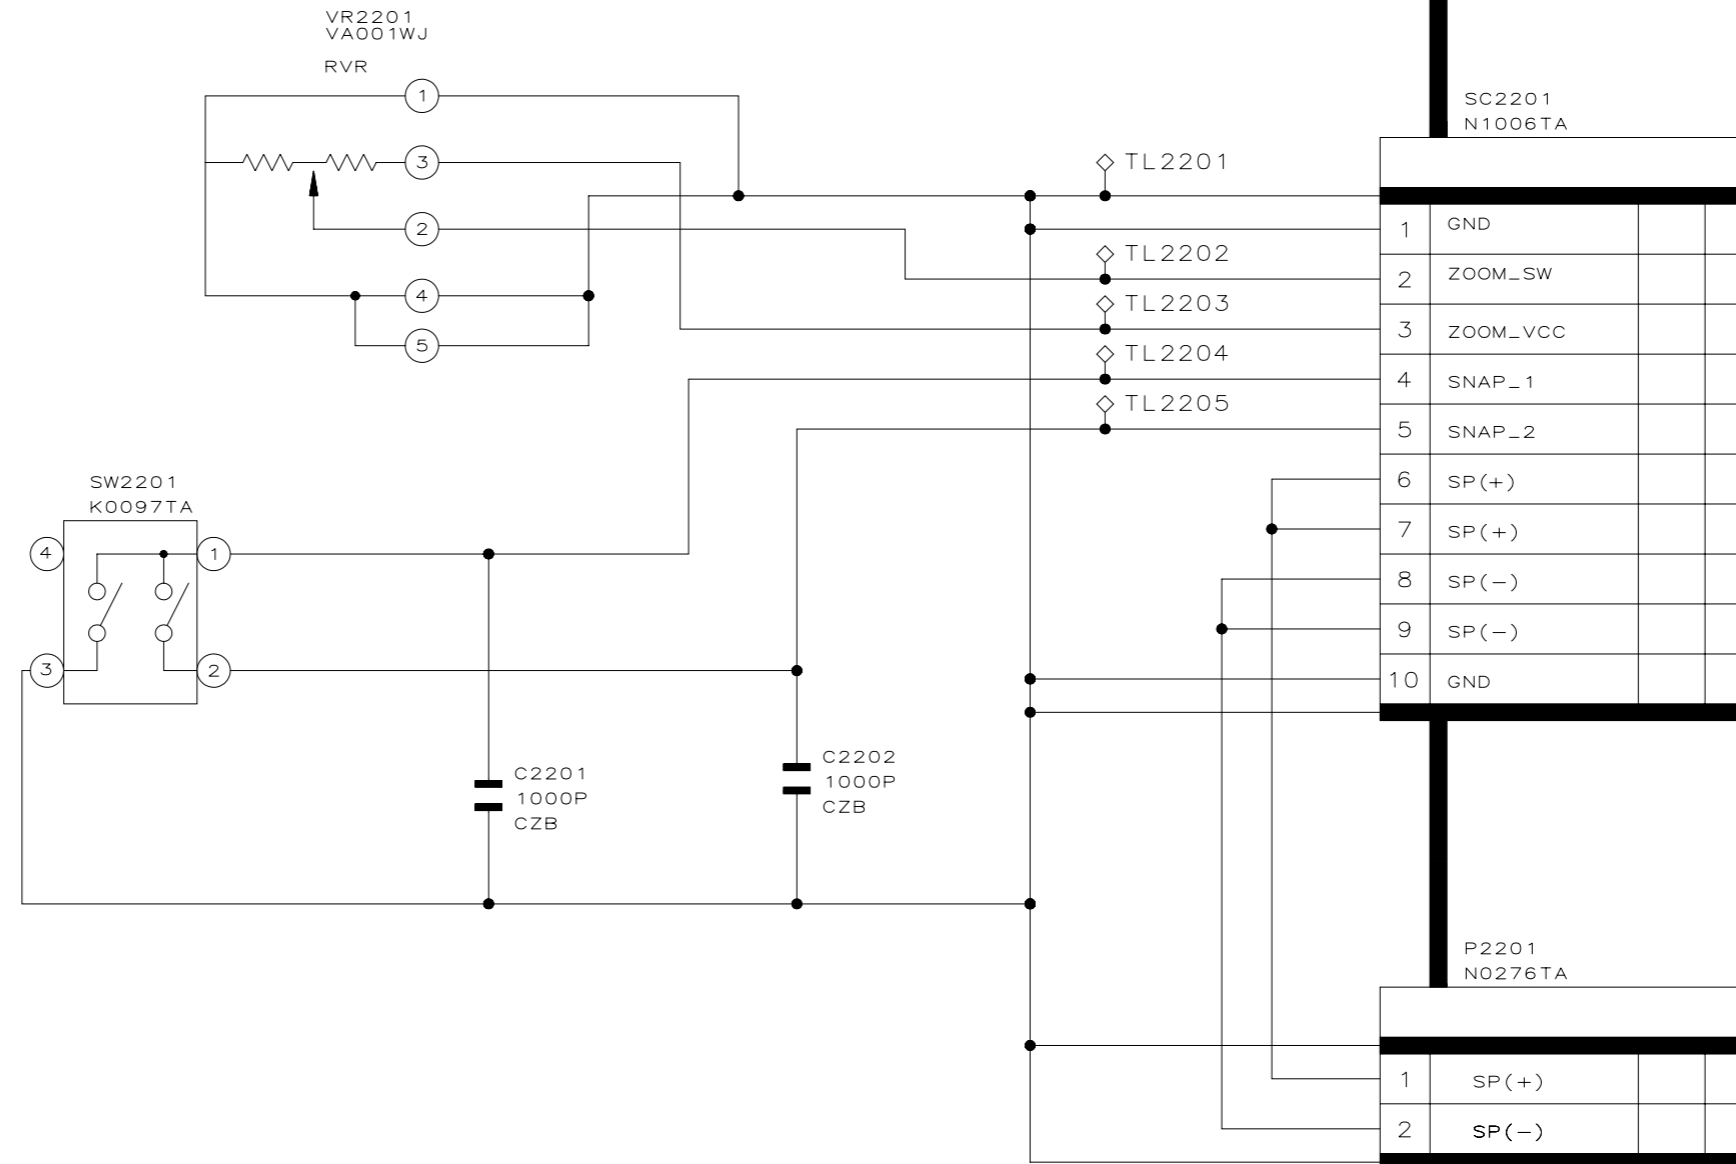 VR2201
VA001WJ
RVR
1
3
2
4
5
TL2201
TL2202
TL2203
TL2204
TL2205
SC2201
N1006TA
1 GND
2 ZOOM_SW
3 ZOOM_VCC
4 SNAP_1
5 SNAP_2
6 SP(+)
7 SP(+)
8 SP(-)
9 SP(-)
10 GND
SW2201
K0097TA
4
1
3
2
C2201
1000P
CZB
C2202
1000P
CZB
P2201
N0276TA
1 SP(+)
2 SP(-)